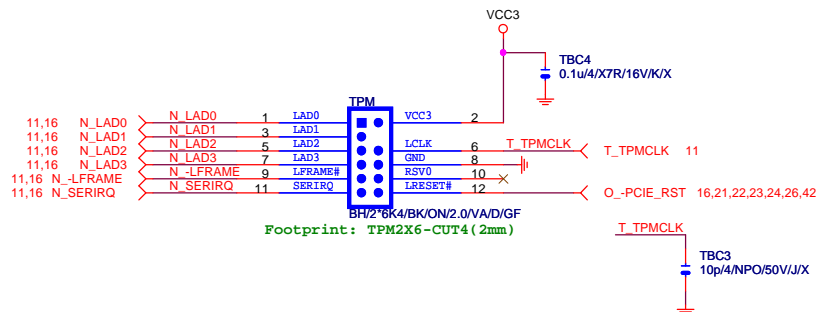 VCC3
TBC4
0.1u/4/X7R/16V/K/X
TPM
11,16 N_LAD0 N_LAD0 1 LAD0 VCC3 2
11,16 N_LAD1 N_LAD1 3 LAD1
11,16 N_LAD2 N_LAD2 5 LAD2 LCLK 6 T_TPMCLK T_TPMCLK 11
11,16 N_LAD3 N_LAD3 7 LAD3 GND 8
11,16 N_-LFRAME N_-LFRAME 9 LFRAME# RSV0 10
11,16 N_SERIRQ N_SERIRQ 11 SERIRQ LRESET# 12 O_-PCIE_RST 16,21,22,23,24,26,42
BH/2*6K4/BK/ON/2.0/VA/D/GF
Footprint: TPM2X6-CUT4(2mm)
T_TPMCLK
TBC3
10p/4/NPO/50V/J/X